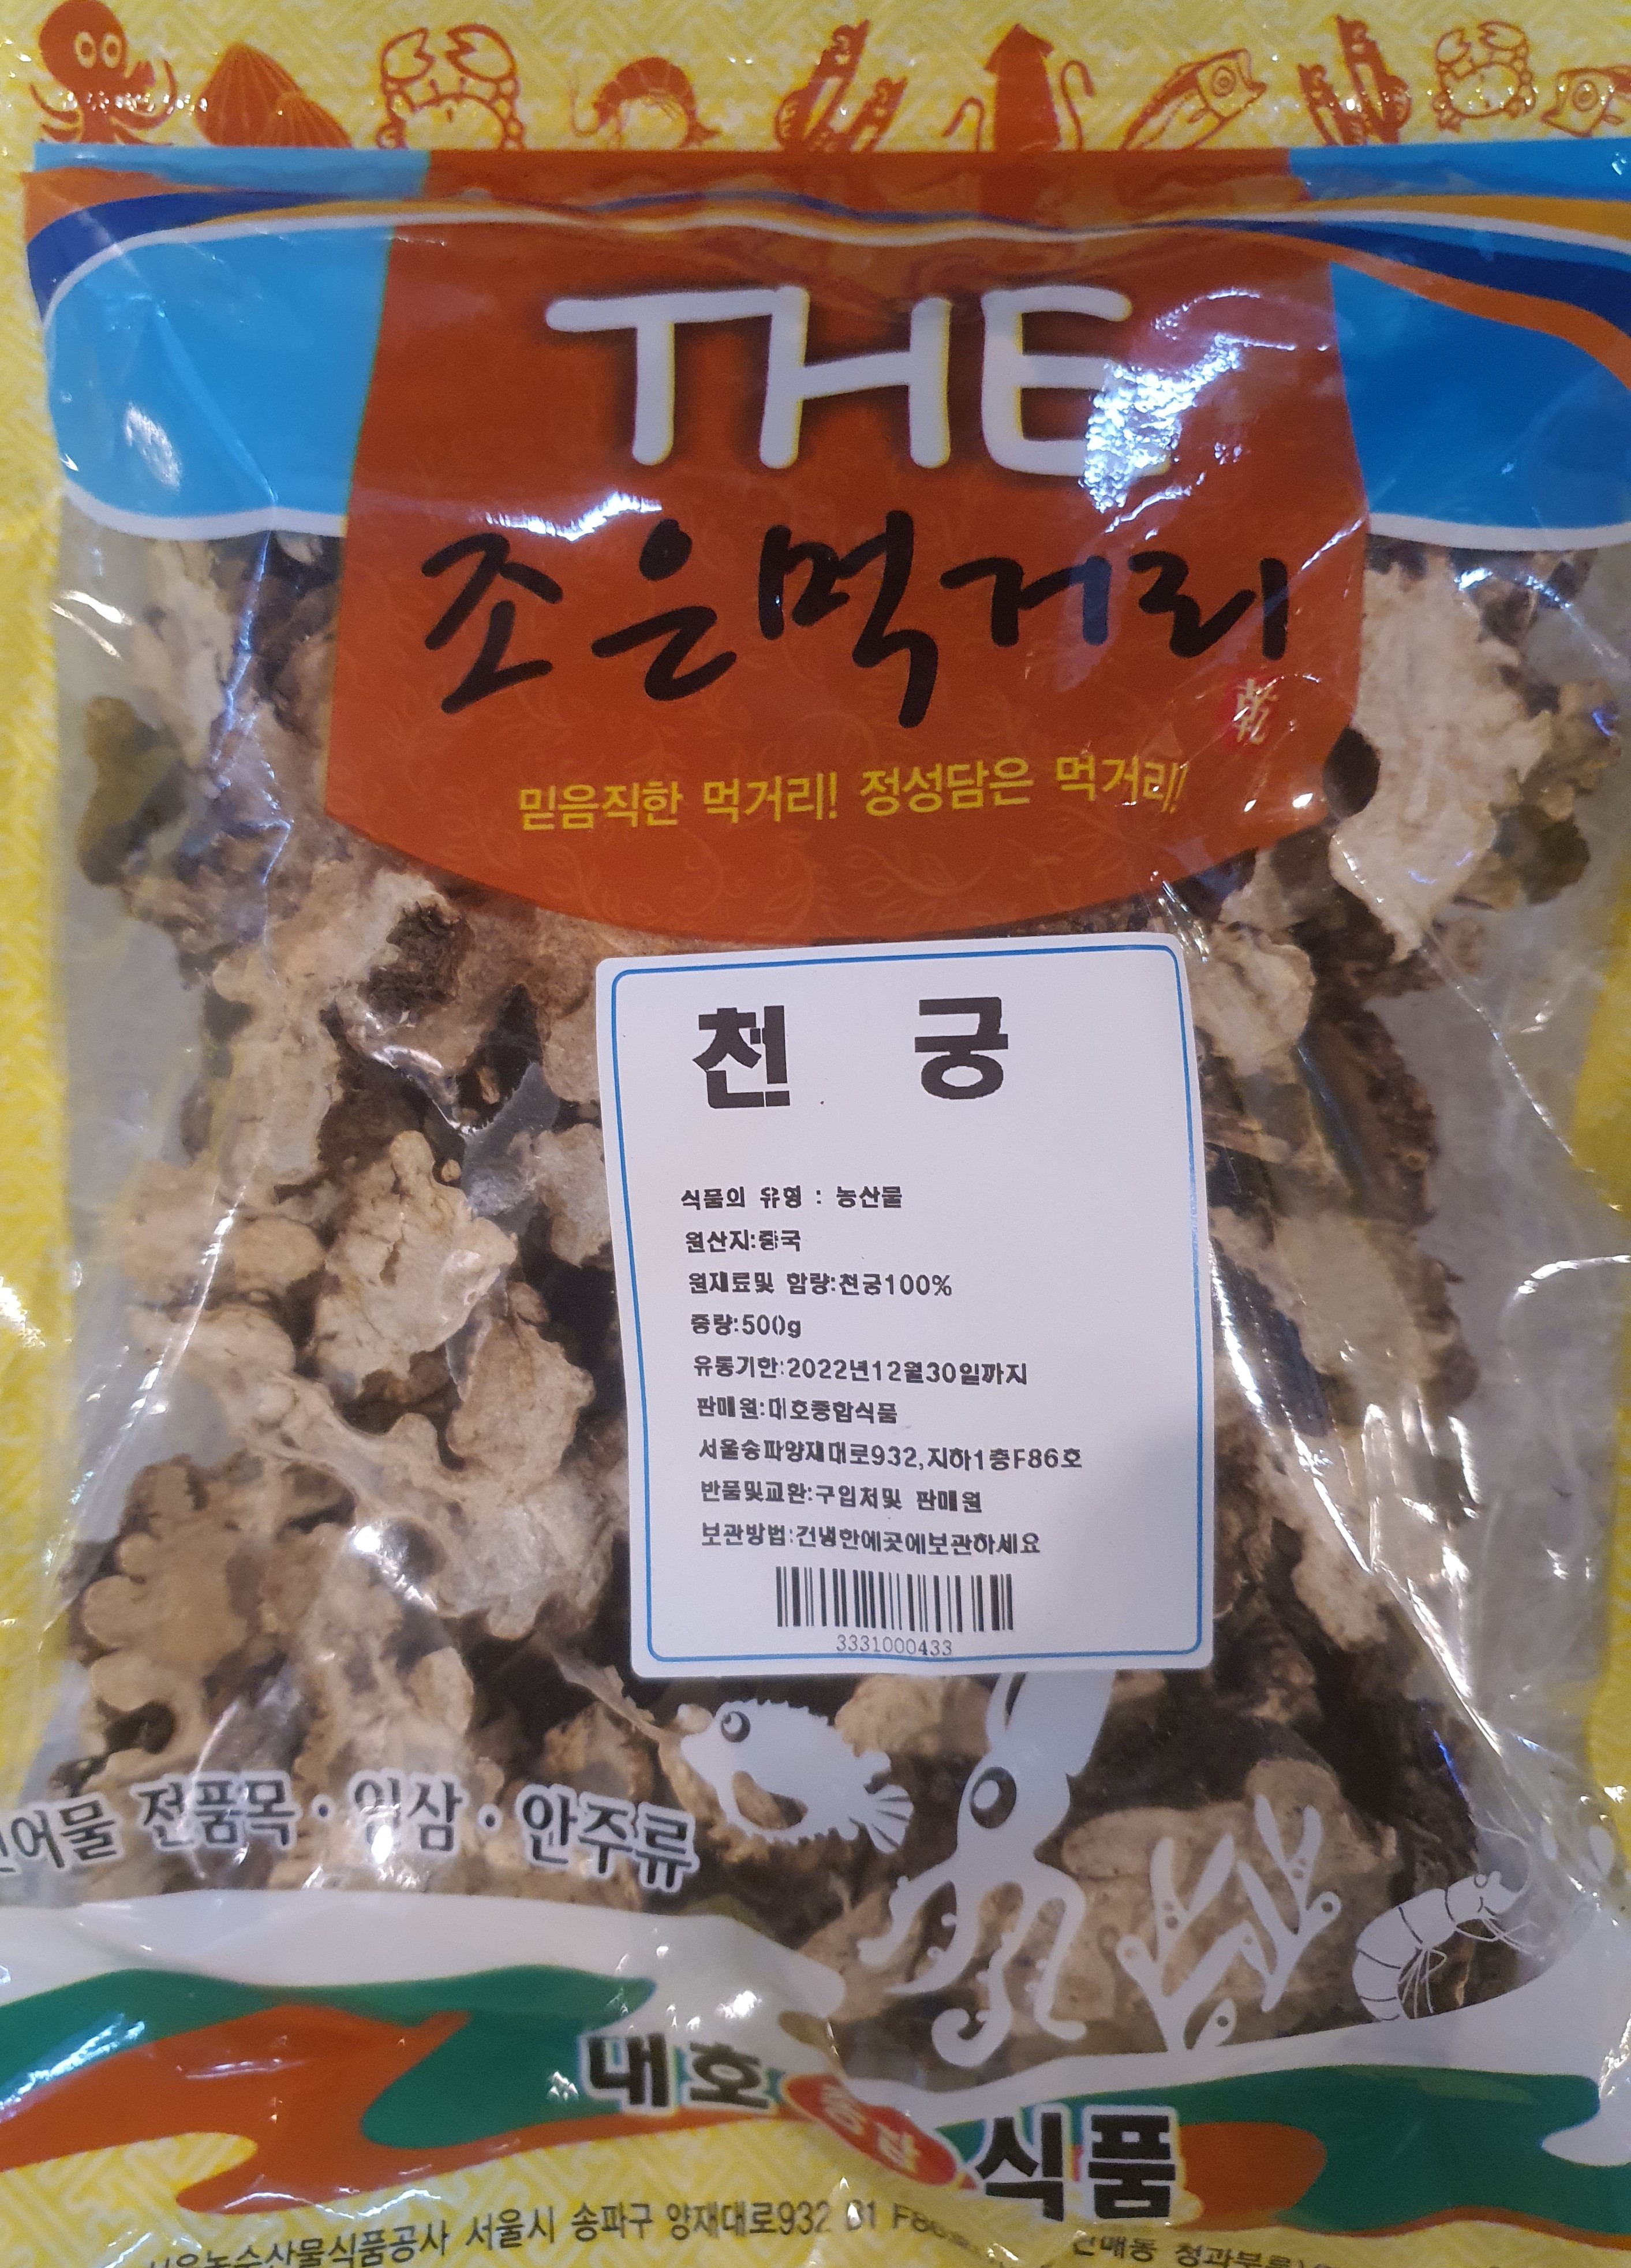 THE
조은먹거리
乾
믿음직한 먹거리! 정성담은 먹거리!
천 궁
식품의 유형 : 농산물
원산지:중국
원재료및 함량:천궁100%
중량:500g
유통기한:2022년12월30일까지
판매원:대호종합식품
서울송파양재대로932,지하1층F86호
반품및교환:구입처및 판매원
보관방법:건냉한에곳에보관하세요
3331000433
전품목 · 인삼 · 안주류
대호종합식품
서울시 송파구 양재대로932 B1